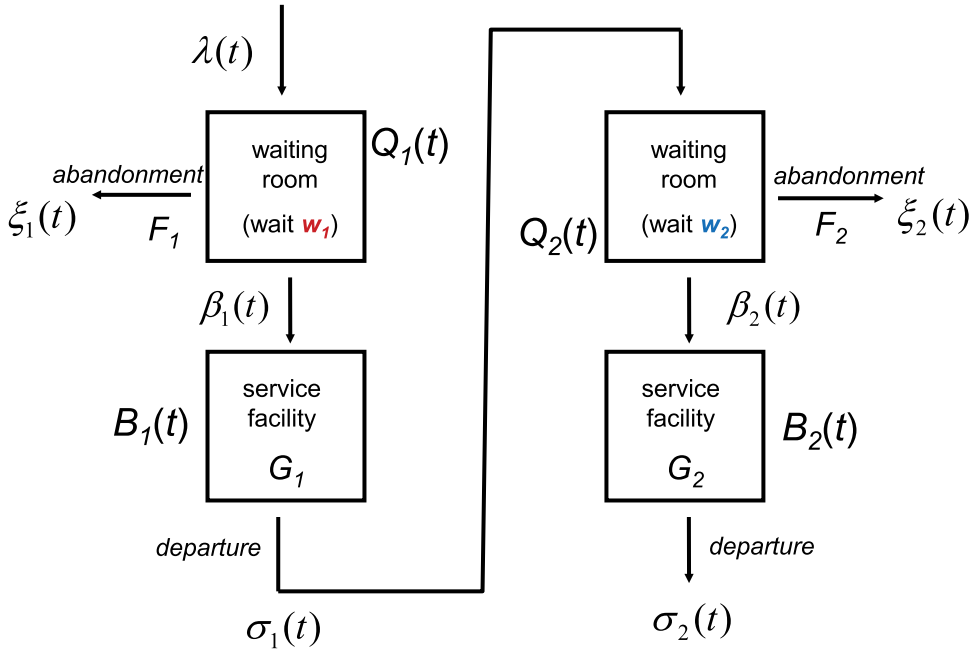 λ(t)
waiting
room
(wait w₁)
Q₁(t)
abandonment
ξ₁(t)
F₁
β₁(t)
service
facility
G₁
B₁(t)
departure
σ₁(t)
waiting
room
(wait w₂)
Q₂(t)
abandonment
F₂
ξ₂(t)
β₂(t)
service
facility
G₂
B₂(t)
departure
σ₂(t)